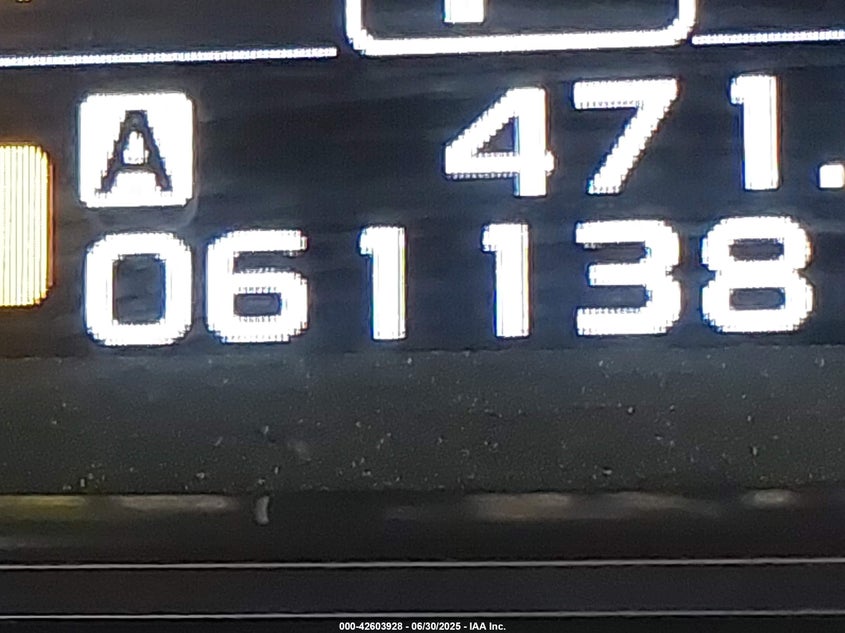 A 471.
061138
000-42603928 - 06/30/2025 - IAA Inc.